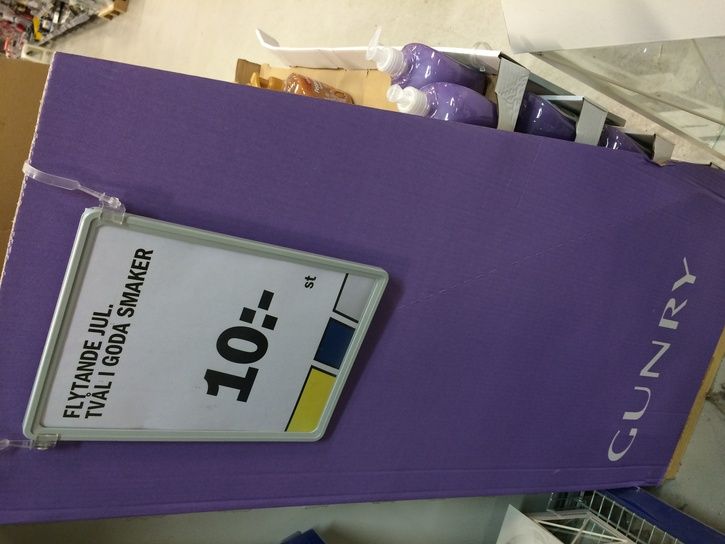 FLYTANDE JUL.
TVÅL I GODA SMAKER
10:-
st
GUNRY